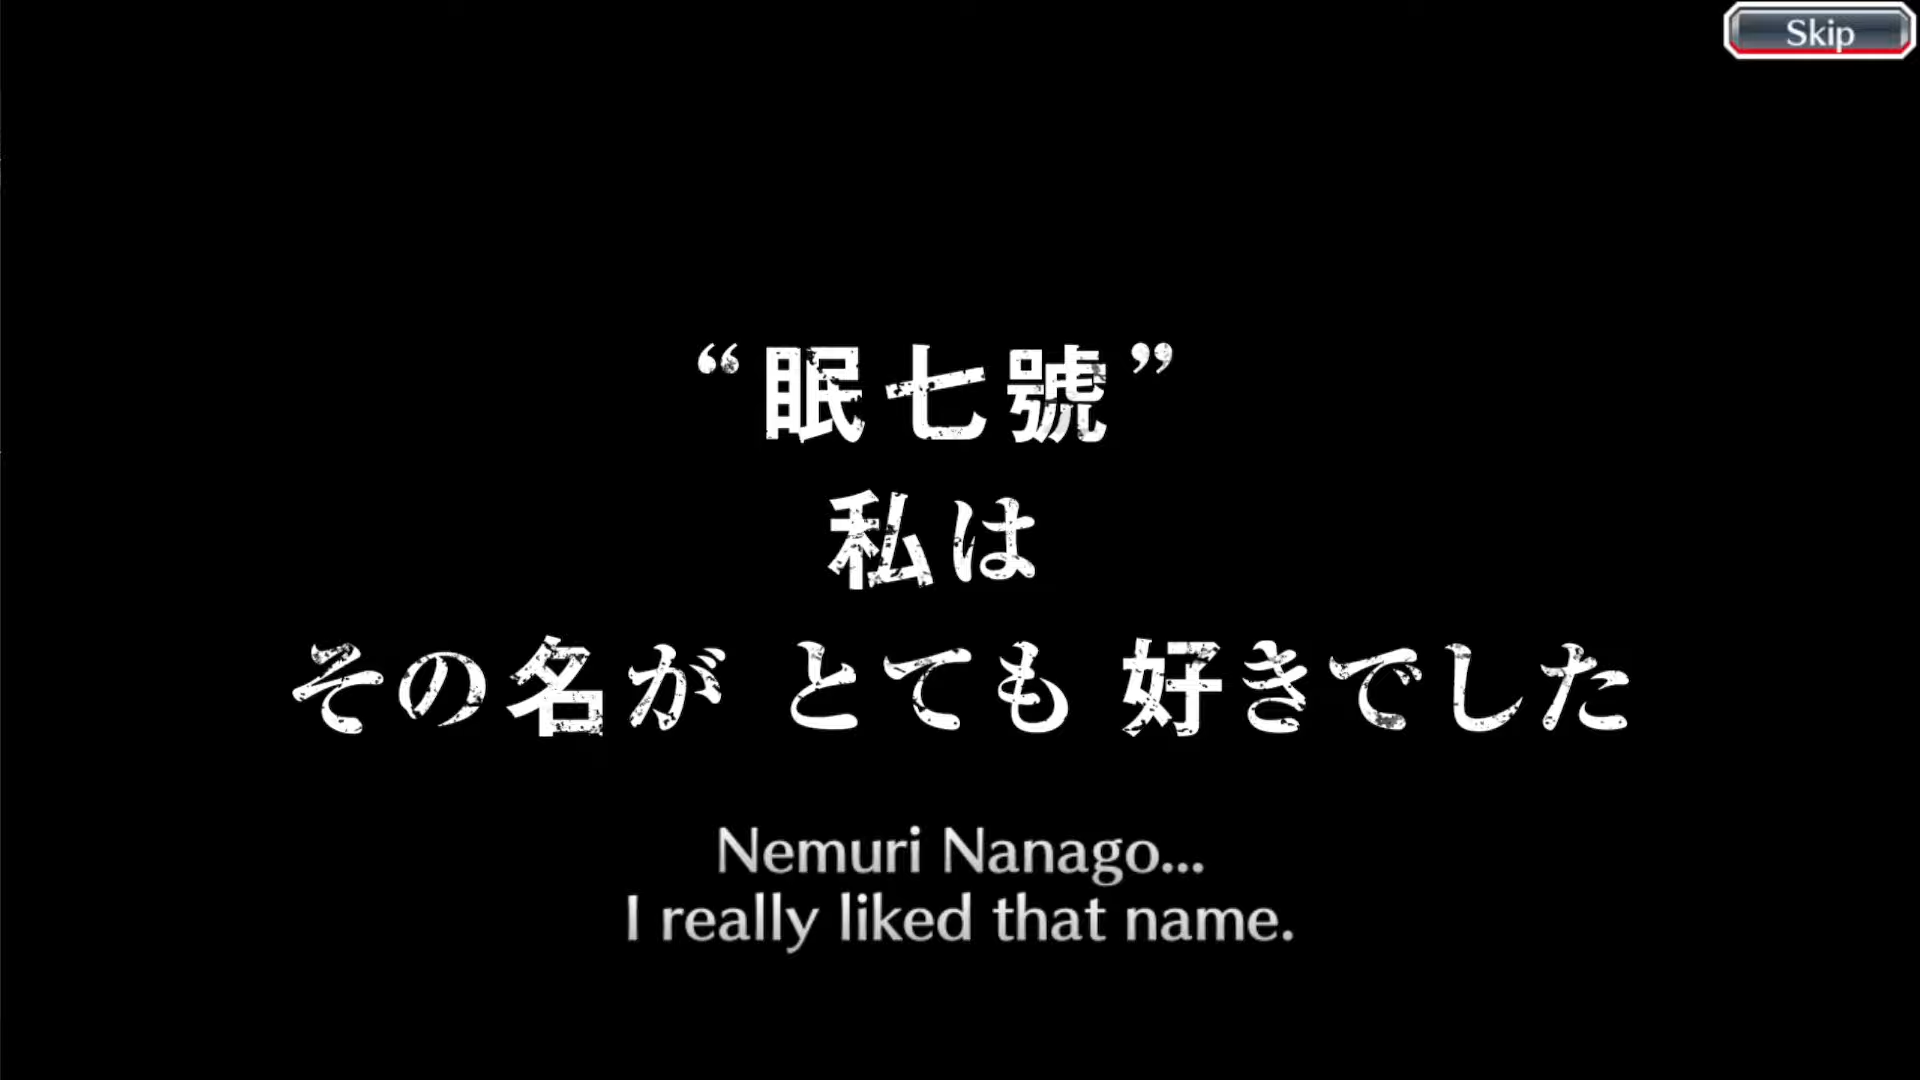 Skip
“眠七號”
私は
その名が とても 好きでした
Nemuri Nanago...
I really liked that name.